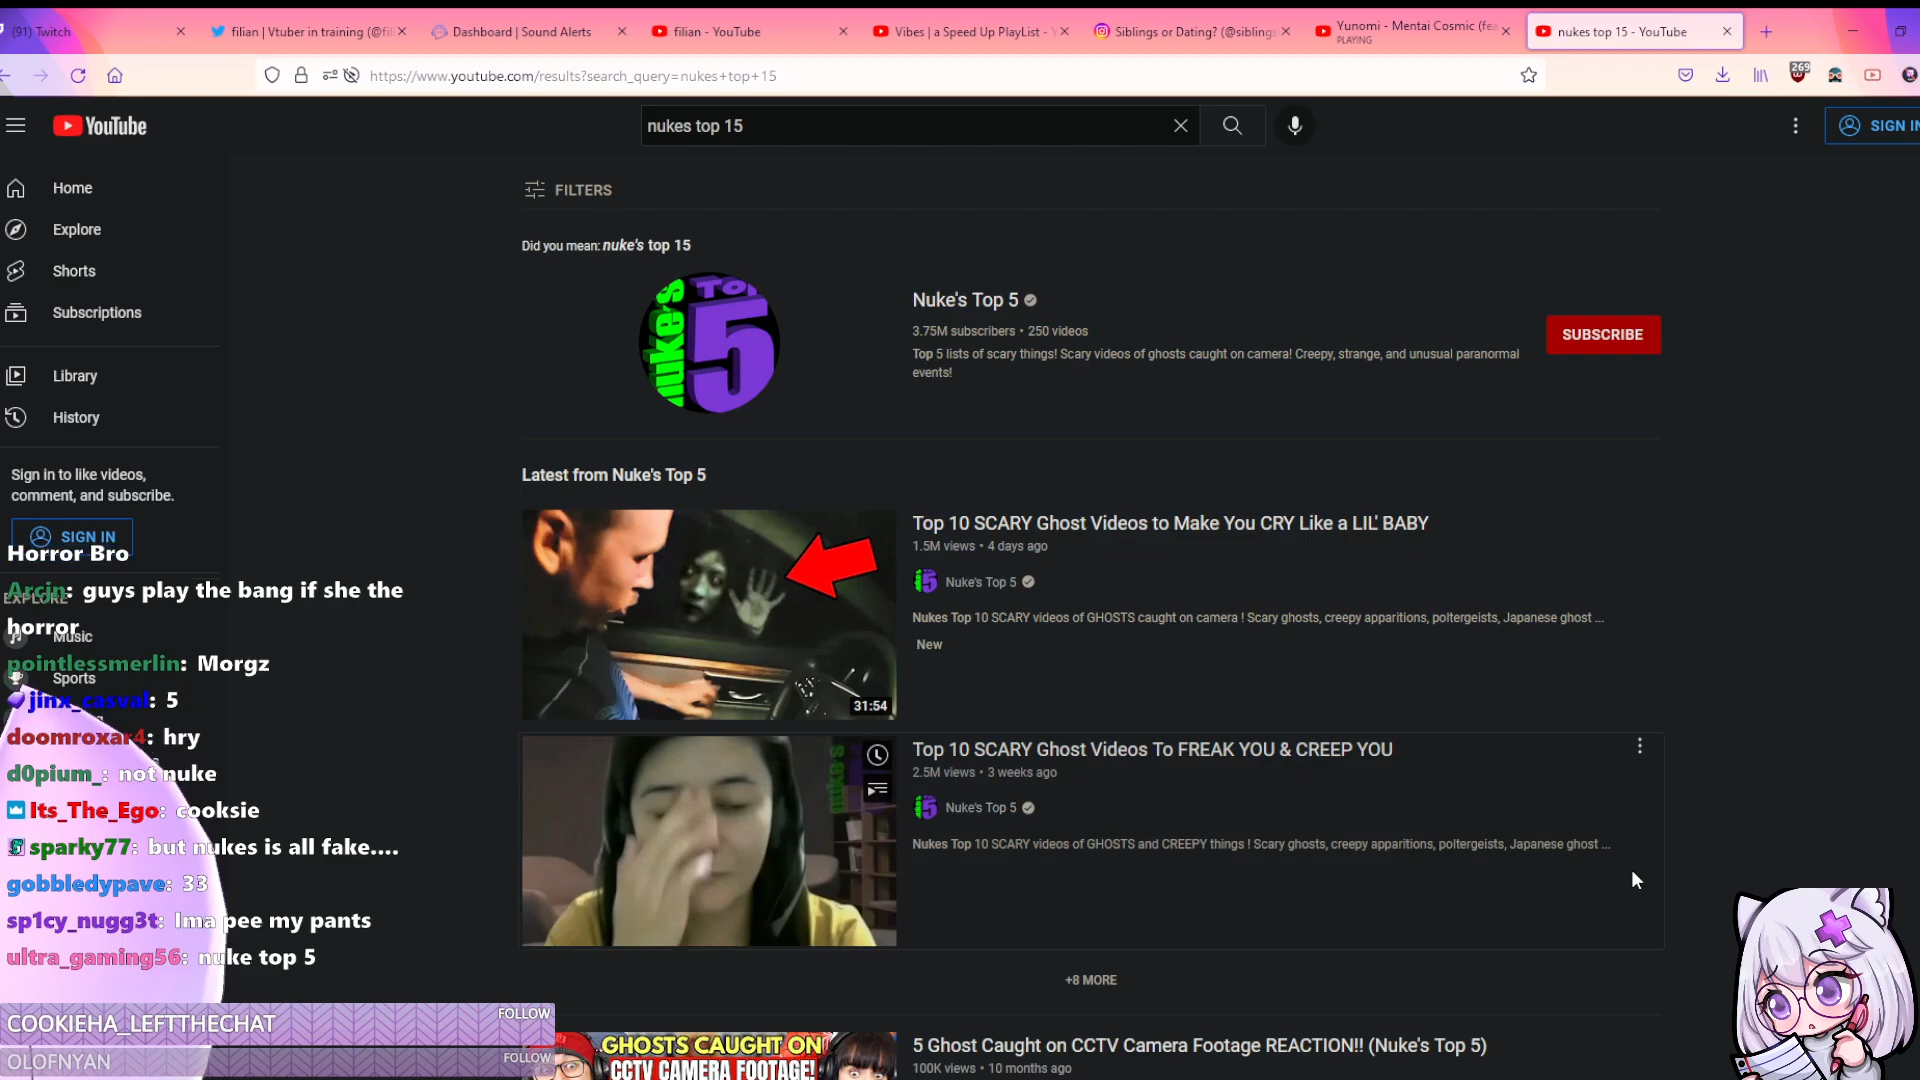 (91) Twitch
filian | Vtuber in training (@fil
Dashboard | Sound Alerts
filian - YouTube
Vibes | a Speed Up PlayList -
Siblings or Dating? (@siblings
Yunomi - Mentai Cosmic (fea
PLAYING
nukes top 15 - YouTube
https://www.youtube.com/results?search_query=nukes+top+15
269
YouTube
nukes top 15
SIGN IN
Home
Explore
Shorts
Subscriptions
Library
History
Sign in to like videos,
comment, and subscribe.
SIGN IN
EXPLORE
Music
Sports
FILTERS
Did you mean: nuke's top 15
Nuke's TOP 5
Nuke's Top 5
3.75M subscribers • 250 videos
Top 5 lists of scary things! Scary videos of ghosts caught on camera! Creepy, strange, and unusual paranormal
events!
SUBSCRIBE
Latest from Nuke's Top 5
31:54
Top 10 SCARY Ghost Videos to Make You CRY Like a LIL' BABY
1.5M views • 4 days ago
Nuke's Top 5
Nukes Top 10 SCARY videos of GHOSTS caught on camera ! Scary ghosts, creepy apparitions, poltergeists, Japanese ghost ...
New
Top 10 SCARY Ghost Videos To FREAK YOU & CREEP YOU
2.5M views • 3 weeks ago
Nuke's Top 5
Nukes Top 10 SCARY videos of GHOSTS and CREEPY things ! Scary ghosts, creepy apparitions, poltergeists, Japanese ghost ...
+8 MORE
GHOSTS CAUGHT ON
CCTV CAMERA FOOTAGE!
5 Ghost Caught on CCTV Camera Footage REACTION!! (Nuke's Top 5)
100K views • 10 months ago
Horror Bro
Arcin: guys play the bang if she the
horror
pointlessmerlin: Morgz
jinx_casval: 5
doomroxar4: hry
d0pium_: not nuke
Its_The_Ego: cooksie
sparky77: but nukes is all fake....
gobbledypave: 33
sp1cy_nugg3t: Ima pee my pants
ultra_gaming56: nuke top 5
COOKIEHA_LEFTTHECHAT FOLLOW
OLOFNYAN FOLLOW